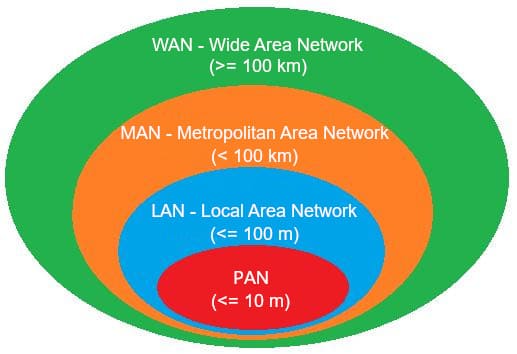 WAN - Wide Area Network
(>= 100 km)
MAN - Metropolitan Area Network
(< 100 km)
LAN - Local Area Network
(<= 100 m)
PAN
(<= 10 m)